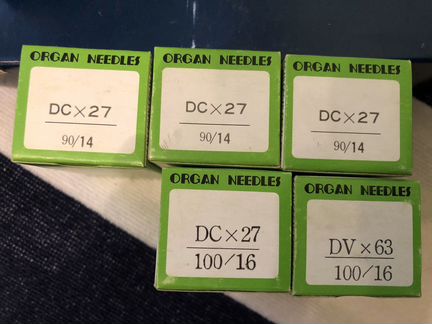 ORGAN NEEDLES
DC×27
90/14
ORGAN NEEDLES
DC×27
90/14
ORGAN NEEDLES
DC×27
90/14
ORGAN NEEDLES
DC×27
100/16
ORGAN NEEDLES
DV×63
100/16